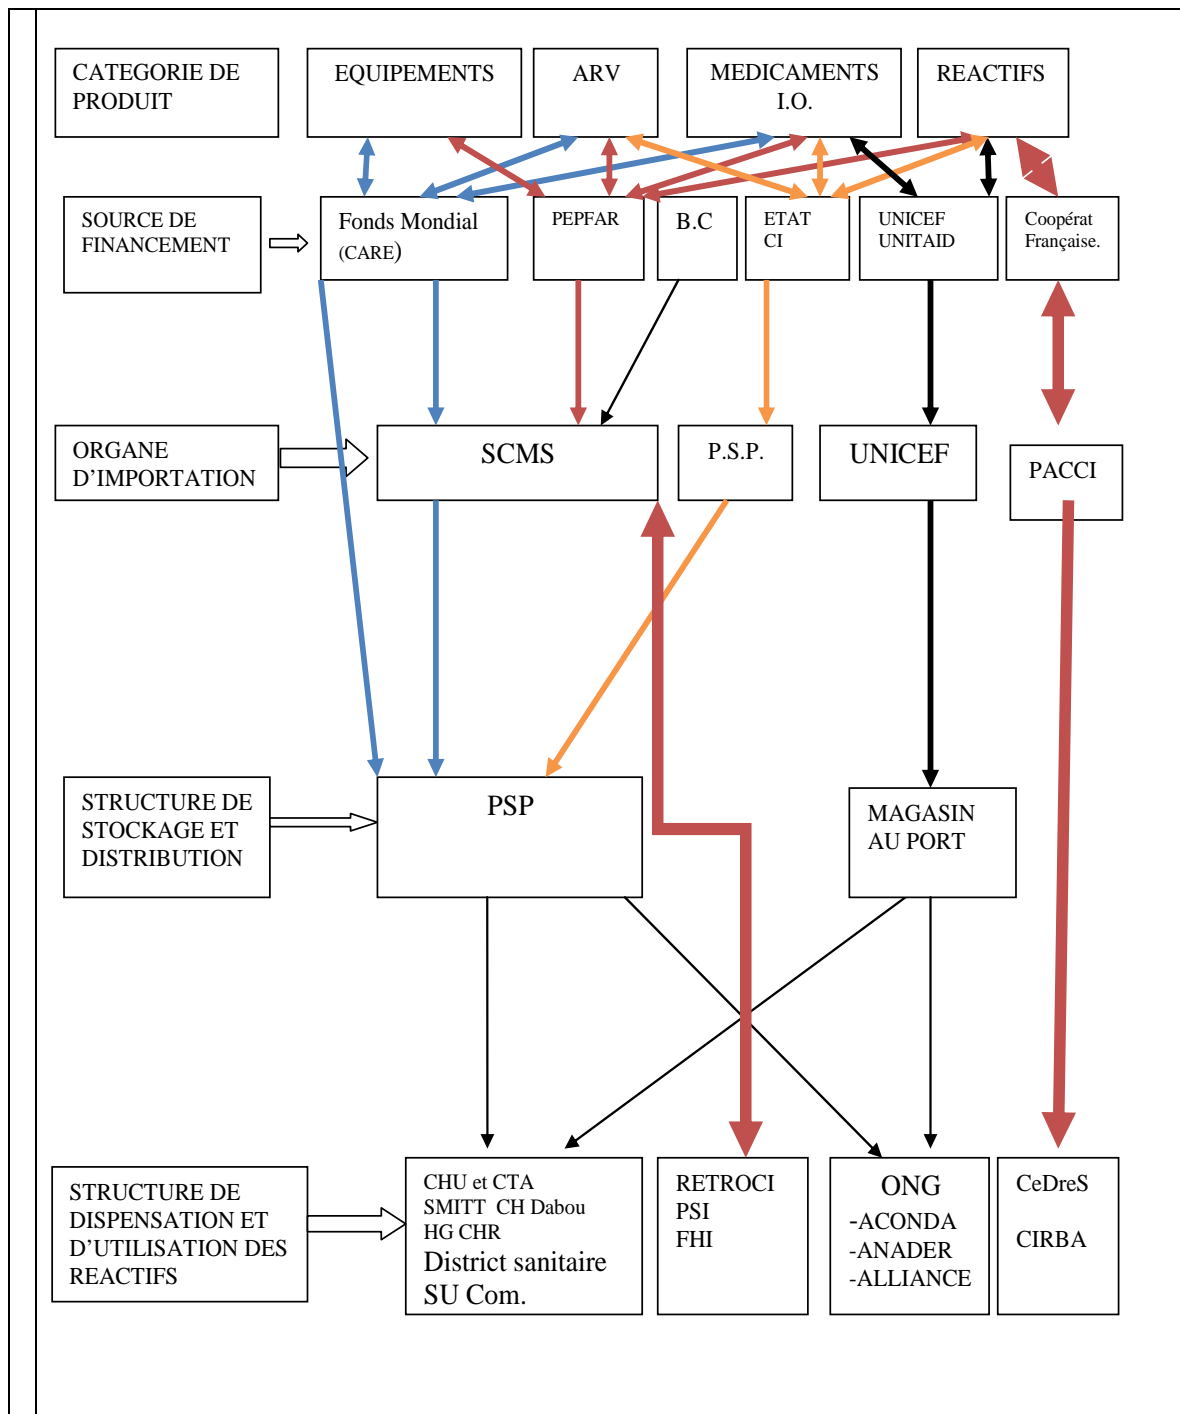 CATEGORIE DE
PRODUIT
EQUIPEMENTS
ARV
MEDICAMENTS
I.O.
REACTIFS
SOURCE DE
FINANCEMENT
Fonds Mondial
(CARE)
PEPFAR
B.C
ETAT
CI
UNICEF
UNITAID
Coopérat
Française.
ORGANE
D’IMPORTATION
SCMS
P.S.P.
UNICEF
PACCI
STRUCTURE DE
STOCKAGE ET
DISTRIBUTION
PSP
MAGASIN
AU PORT
STRUCTURE DE
DISPENSATION ET
D’UTILISATION DES
REACTIFS
CHU et CTA
SMITT CH Dabou
HG CHR
District sanitaire
SU Com.
RETROCI
PSI
FHI
ONG
-ACONDA
-ANADER
-ALLIANCE
CeDreS
CIRBA